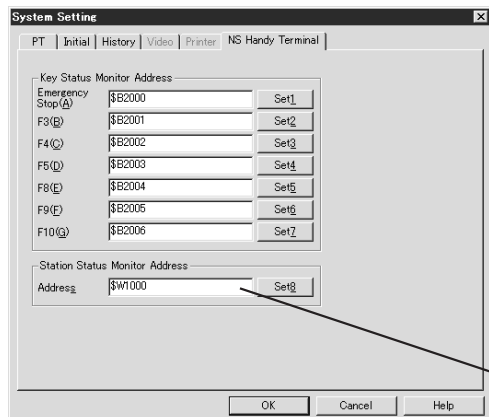 System Setting
PT Initial History Video Printer NS Handy Terminal
Key Status Monitor Address
Emergency Stop(A) $B2000 Set1
F3(B) $B2001 Set2
F4(C) $B2002 Set3
F5(D) $B2003 Set4
F8(E) $B2004 Set5
F9(F) $B2005 Set6
F10(G) $B2006 Set7
Station Status Monitor Address
Address $W1000 Set8
OK Cancel Help